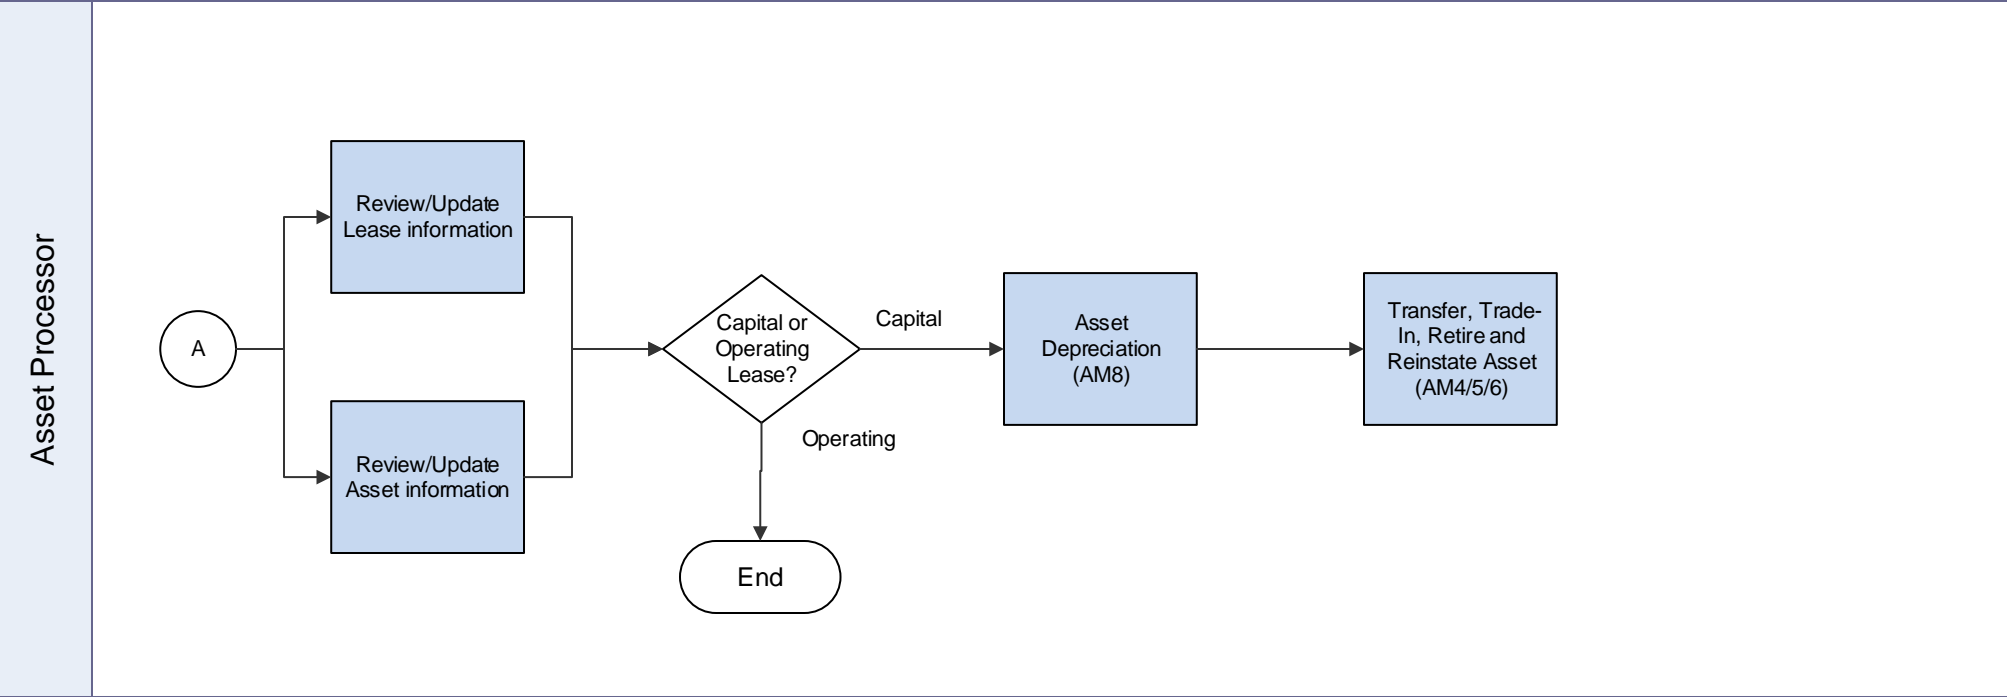 Asset Processor
A
Review/Update
Lease information
Review/Update
Asset information
Capital or
Operating
Lease?
Capital
Operating
End
Asset
Depreciation
(AM8)
Transfer, Trade-
In, Retire and
Reinstate Asset
(AM4/5/6)